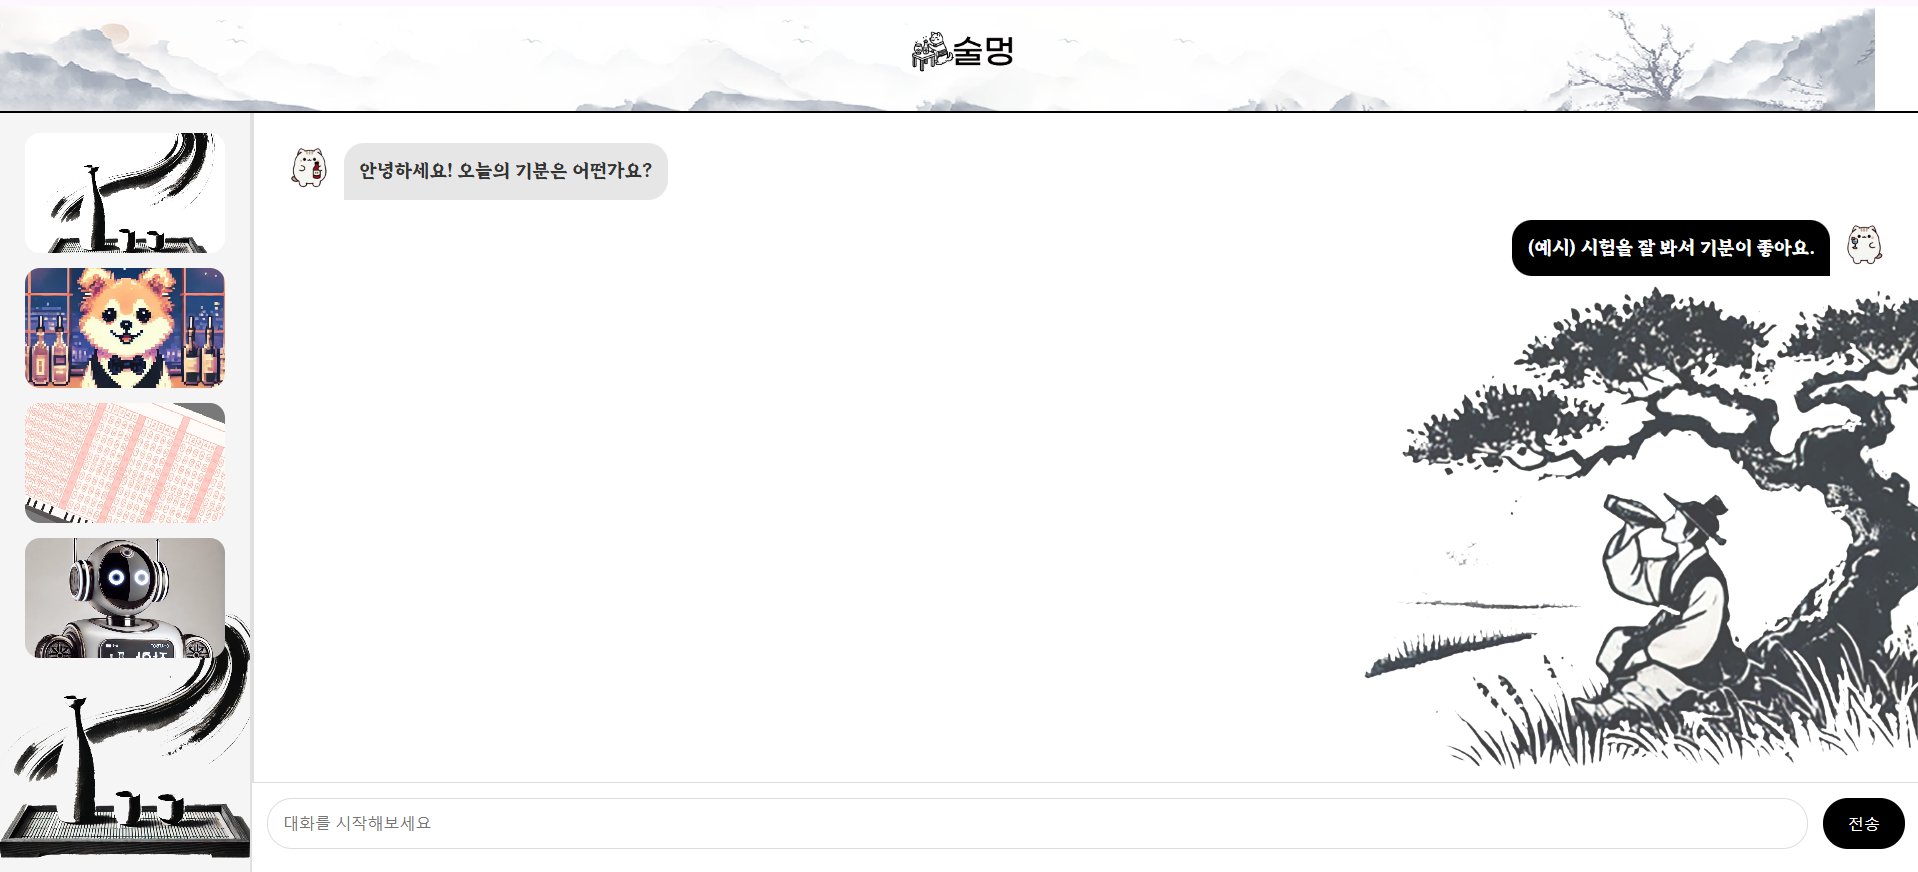 술멍
안녕하세요! 오늘의 기분은 어떤가요?
(예시) 시험을 잘 봐서 기분이 좋아요.
대화를 시작해보세요
전송